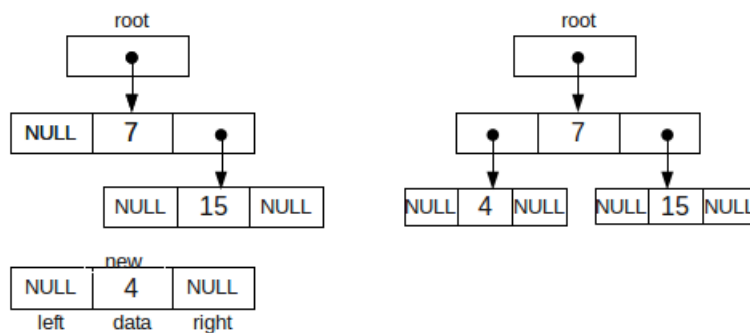 root
NULL 7
NULL 15 NULL
new
NULL 4 NULL
left data right
root
7
NULL 4 NULL NULL 15 NULL